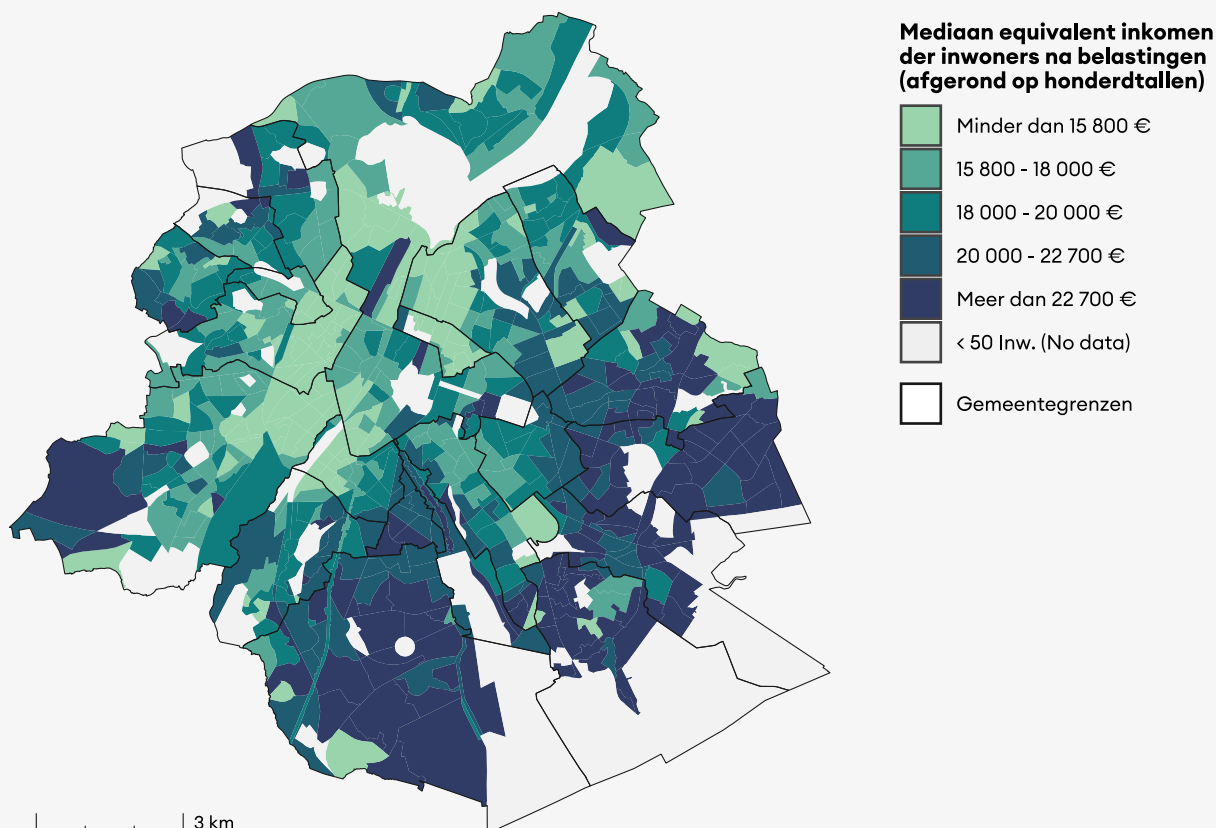 Mediaan equivalent inkomen
der inwoners na belastingen
(afgerond op honderdtallen)
Minder dan 15 800 €
15 800 - 18 000 €
18 000 - 20 000 €
20 000 - 22 700 €
Meer dan 22 700 €
< 50 Inw. (No data)
Gemeentegrenzen
3 km